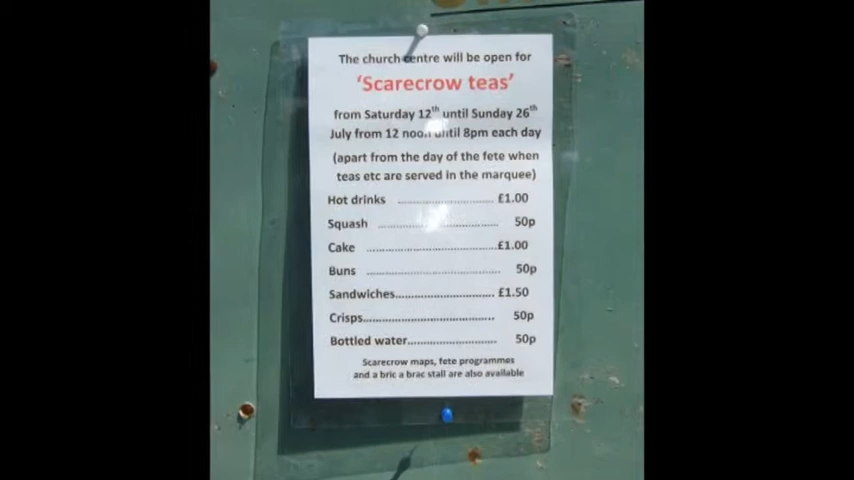 The church centre will be open for
'Scarecrow teas'
from Saturday 12th until Sunday 26th
July from 12 noon until 8pm each day
(apart from the day of the fete when
teas etc are served in the marquee)
Hot drinks ................................ £1.00
Squash ........................................ 50p
Cake ............................................£1.00
Buns ............................................. 50p
Sandwiches................................. £1.50
Crisps............................................ 50p
Bottled water.............................. 50p
Scarecrow maps, fete programmes
and a bric a brac stall are also available